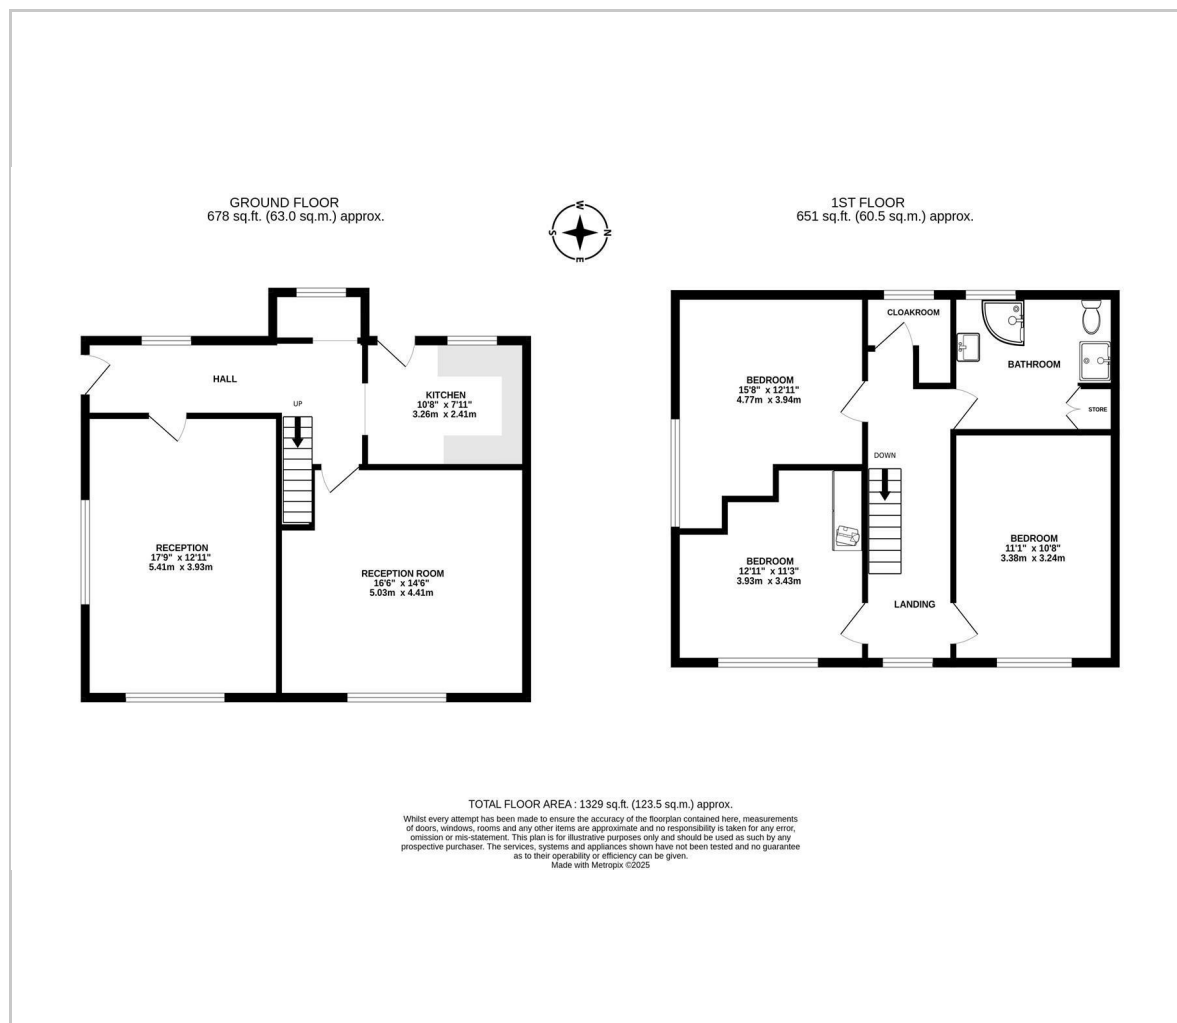 GROUND FLOOR
678 sq.ft. (63.0 sq.m.) approx.
1ST FLOOR
651 sq.ft. (60.5 sq.m.) approx.
W
N
E
S
HALL
UP
KITCHEN
10'8" x 7'11"
3.26m x 2.41m
RECEPTION
17'9" x 12'11"
5.41m x 3.93m
RECEPTION ROOM
16'6" x 14'6"
5.03m x 4.41m
CLOAKROOM
BATHROOM
STORE
BEDROOM
15'8" x 12'11"
4.77m x 3.94m
DOWN
BEDROOM
12'11" x 11'3"
3.93m x 3.43m
BEDROOM
11'1" x 10'8"
3.38m x 3.24m
LANDING
TOTAL FLOOR AREA : 1329 sq.ft. (123.5 sq.m.) approx.
Whilst every attempt has been made to ensure the accuracy of the floorplan contained here, measurements
of doors, windows, rooms and any other items are approximate and no responsibility is taken for any error,
omission or mis-statement. This plan is for illustrative purposes only and should be used as such by any
prospective purchaser. The services, systems and appliances shown have not been tested and no guarantee
as to their operability or efficiency can be given.
Made with Metropix ©2025